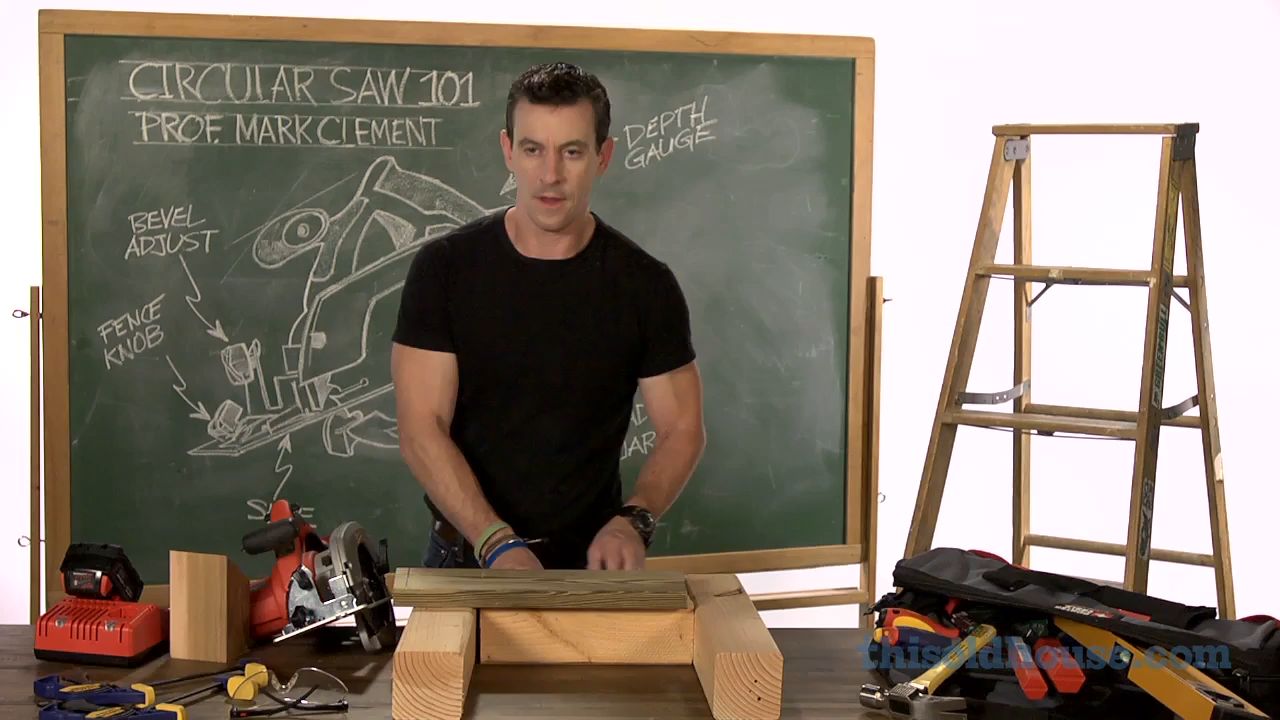 CIRCULAR SAW 101
PROF. MARK CLEMENT
DEPTH
GAUGE
BEVEL
ADJUST
FENCE
KNOB
thisoldhouse.com